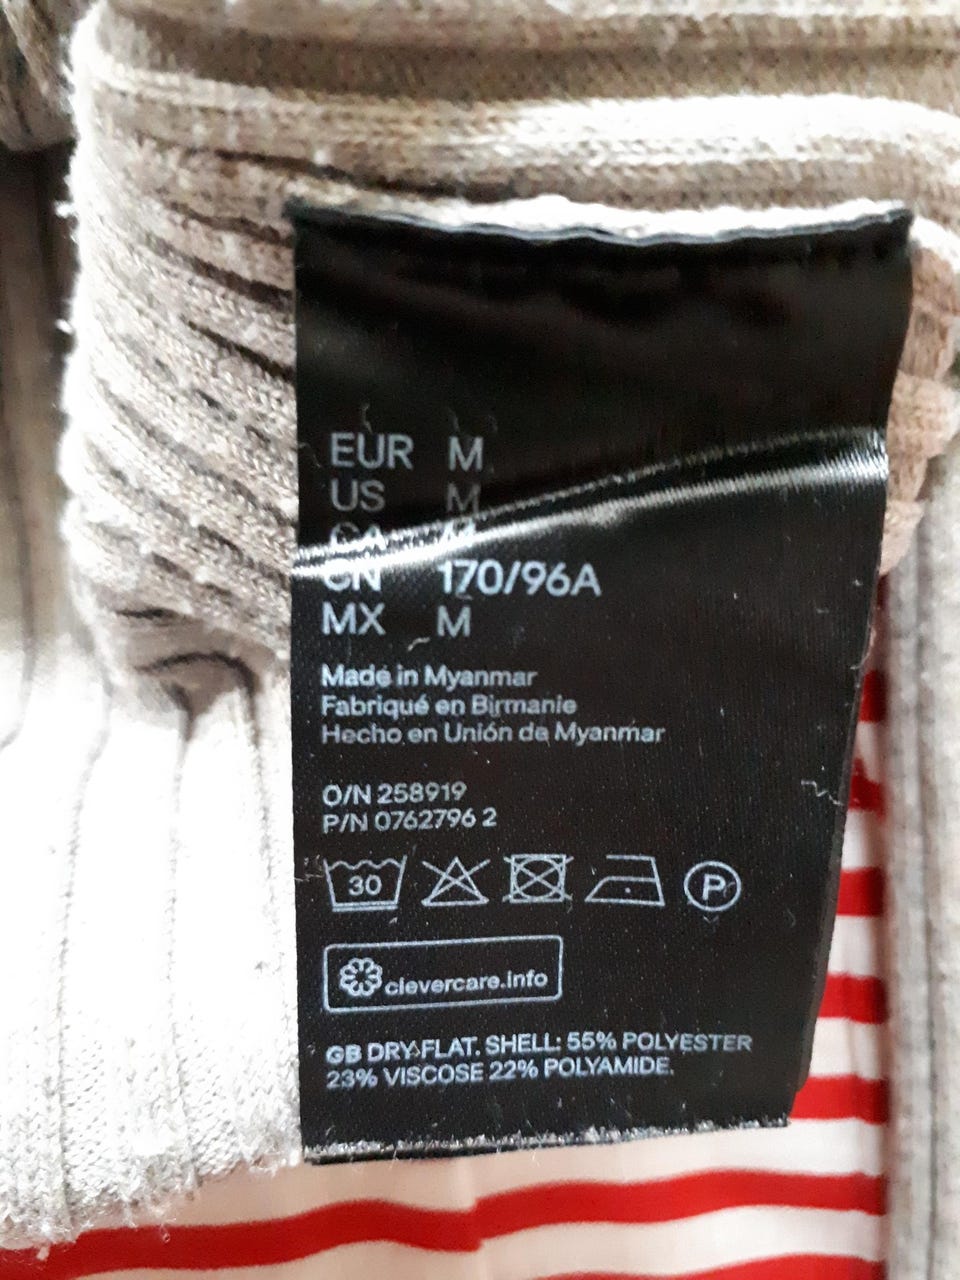 EUR M
US M
CA M
CN 170/96A
MX M
Made in Myanmar
Fabriqué en Birmanie
Hecho en Unión de Myanmar
O/N 258919
P/N 0762796 2
30 P
clevercare.info
GB DRY FLAT. SHELL: 55% POLYESTER
23% VISCOSE 22% POLYAMIDE.